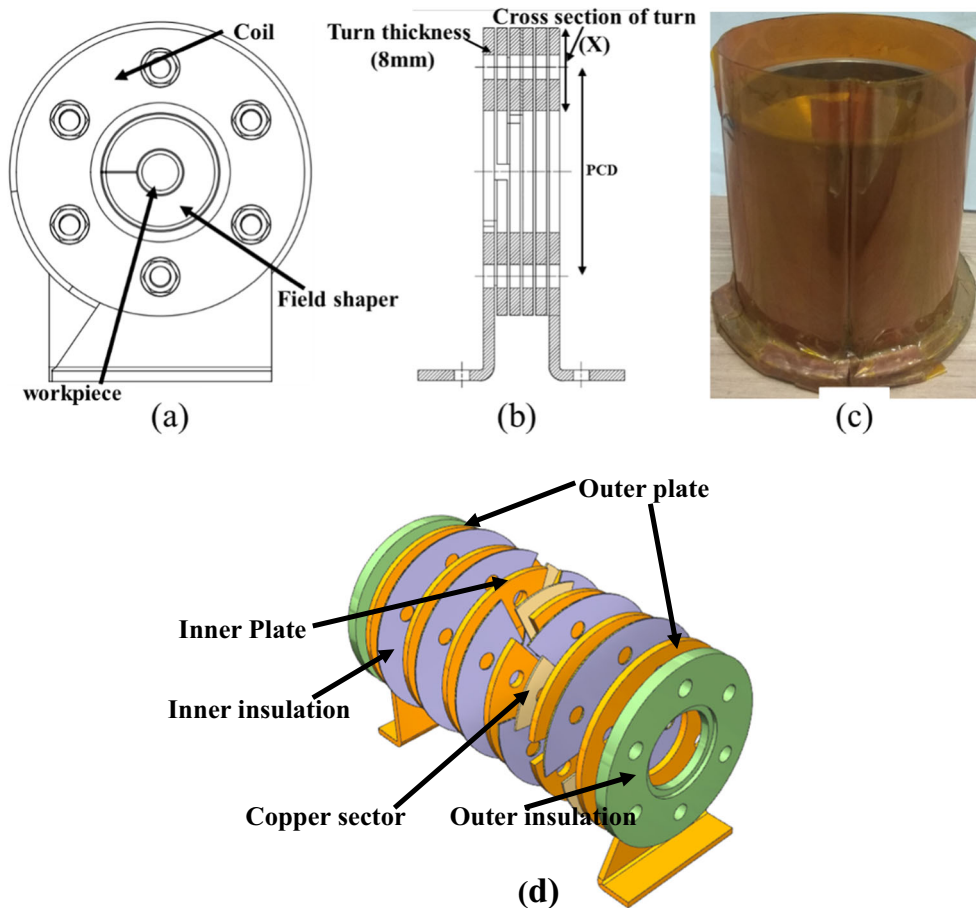 Coil
Field shaper
workpiece
(a)
Turn thickness
(8mm)
Cross section of turn
(X)
PCD
(b)
(c)
Outer plate
Inner Plate
Inner insulation
Copper sector
Outer insulation
(d)